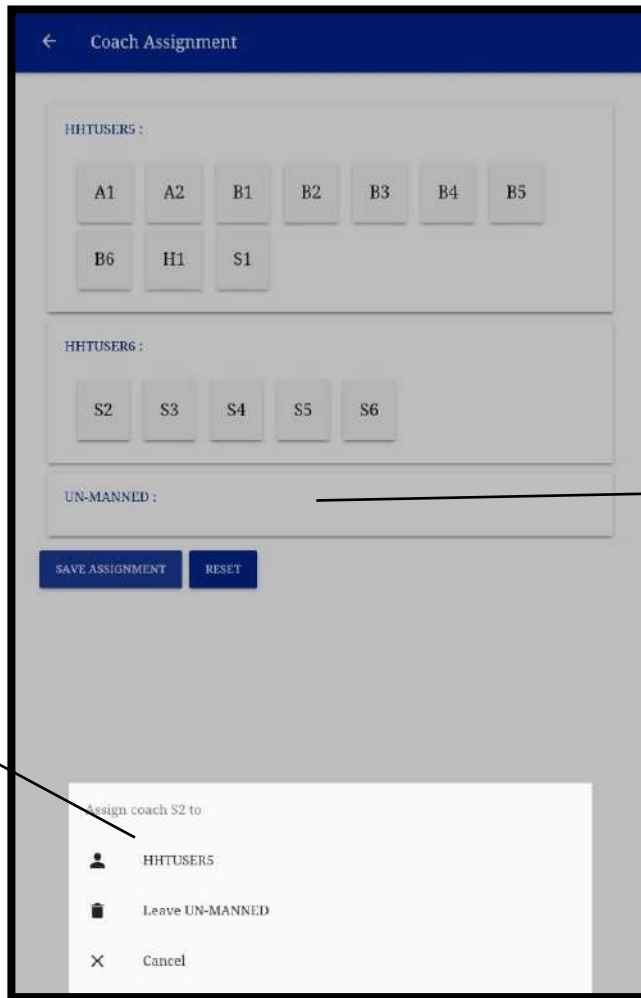 Coach Assignment
HHTUSER5 :
A1 A2 B1 B2 B3 B4 B5
B6 H1 S1
HHTUSER6 :
S2 S3 S4 S5 S6
UN-MANNED :
SAVE ASSIGNMENT RESET
Assign coach S2 to
HHTUSER5
Leave UN-MANNED
Cancel